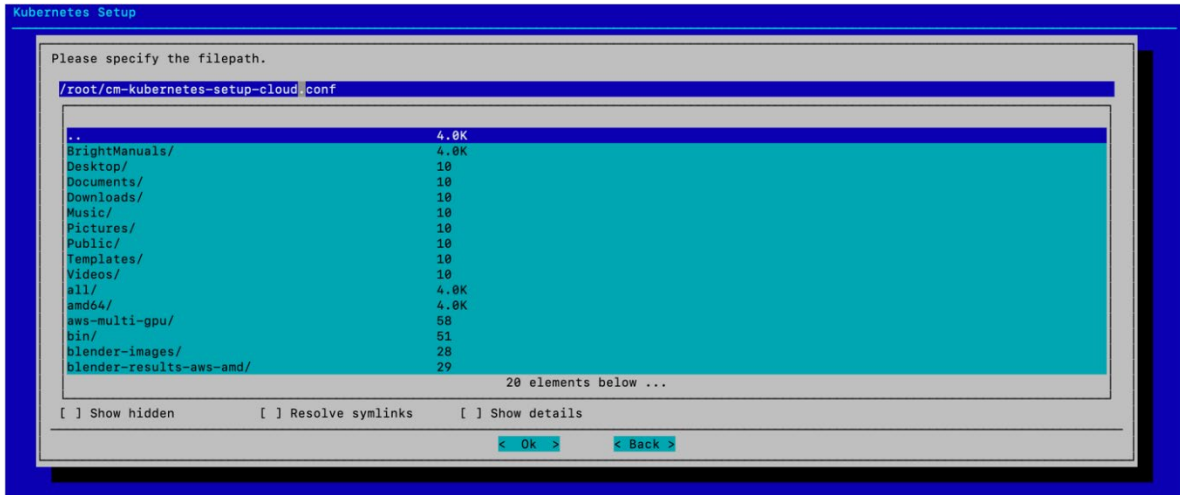 Kubernetes Setup
Please specify the filepath.
/root/cm-kubernetes-setup-cloud.conf
.. 4.0K
BrightManuals/ 4.0K
Desktop/ 10
Documents/ 10
Downloads/ 10
Music/ 10
Pictures/ 10
Public/ 10
Templates/ 10
Videos/ 10
all/ 4.0K
amd64/ 4.0K
aws-multi-gpu/ 58
bin/ 51
blender-images/ 28
blender-results-aws-amd/ 29
20 elements below ...
[ ] Show hidden [ ] Resolve symlinks [ ] Show details
< Ok > < Back >